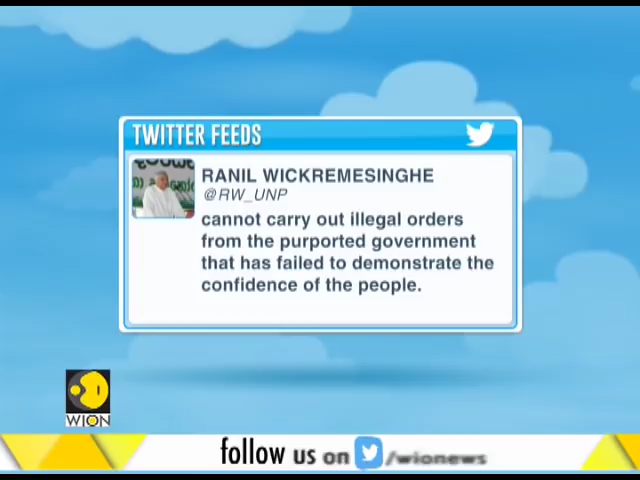 TWITTER FEEDS
RANIL WICKREMESINGHE
@RW_UNP
cannot carry out illegal orders
from the purported government
that has failed to demonstrate the
confidence of the people.
WION
follow us on /wionews